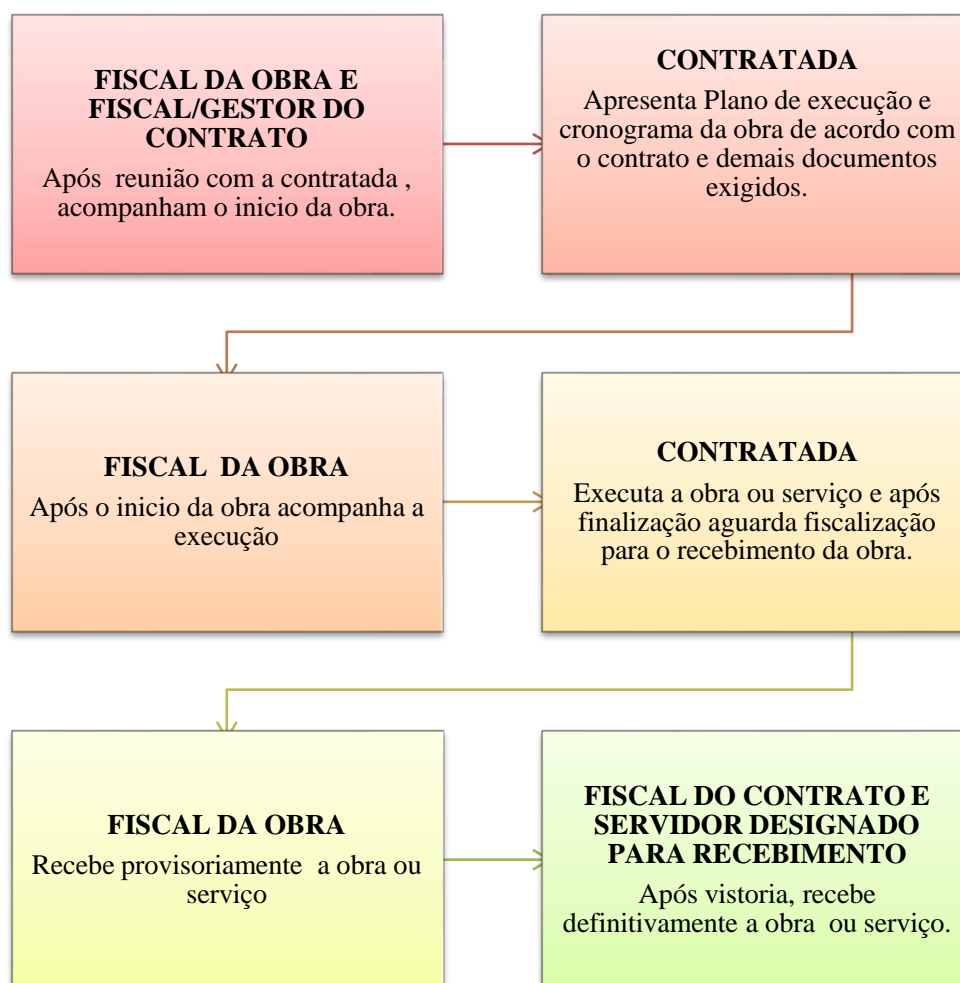 FISCAL DA OBRA E
FISCAL/GESTOR DO
CONTRATO
Após reunião com a contratada ,
acompanham o inicio da obra.
CONTRATADA
Apresenta Plano de execução e
cronograma da obra de acordo com
o contrato e demais documentos
exigidos.
FISCAL DA OBRA
Após o inicio da obra acompanha a
execução
CONTRATADA
Executa a obra ou serviço e após
finalização aguarda fiscalização
para o recebimento da obra.
FISCAL DA OBRA
Recebe provisoriamente a obra ou
serviço
FISCAL DO CONTRATO E
SERVIDOR DESIGNADO
PARA RECEBIMENTO
Após vistoria, recebe
definitivamente a obra ou serviço.